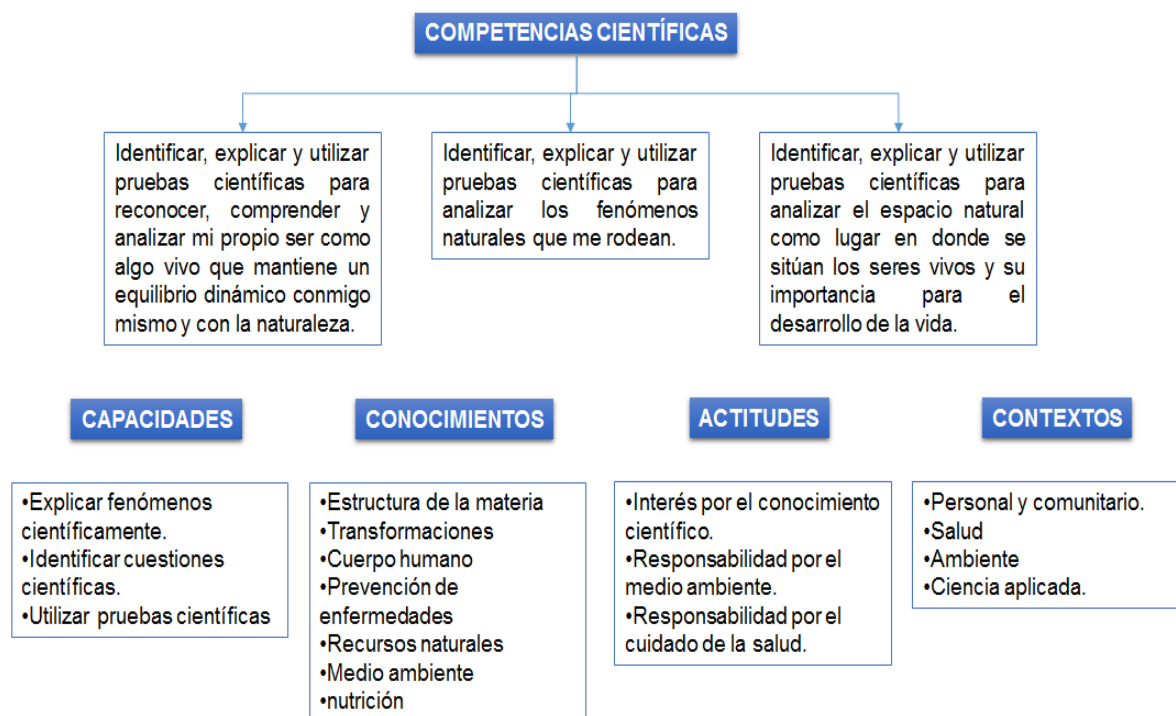 COMPETENCIAS CIENTÍFICAS
Identificar, explicar y utilizar
pruebas científicas para
reconocer, comprender y
analizar mi propio ser como
algo vivo que mantiene un
equilibrio dinámico conmigo
mismo y con la naturaleza.
Identificar, explicar y utilizar
pruebas científicas para
analizar los fenómenos
naturales que me rodean.
Identificar, explicar y utilizar
pruebas científicas para
analizar el espacio natural
como lugar en donde se
sitúan los seres vivos y su
importancia para el
desarrollo de la vida.
CAPACIDADES
•Explicar fenómenos
científicamente.
•Identificar cuestiones
científicas.
•Utilizar pruebas científicas
CONOCIMIENTOS
•Estructura de la materia
•Transformaciones
•Cuerpo humano
•Prevención de
enfermedades
•Recursos naturales
•Medio ambiente
•nutrición
ACTITUDES
•Interés por el conocimiento
científico.
•Responsabilidad por el
medio ambiente.
•Responsabilidad por el
cuidado de la salud.
CONTEXTOS
•Personal y comunitario.
•Salud
•Ambiente
•Ciencia aplicada.